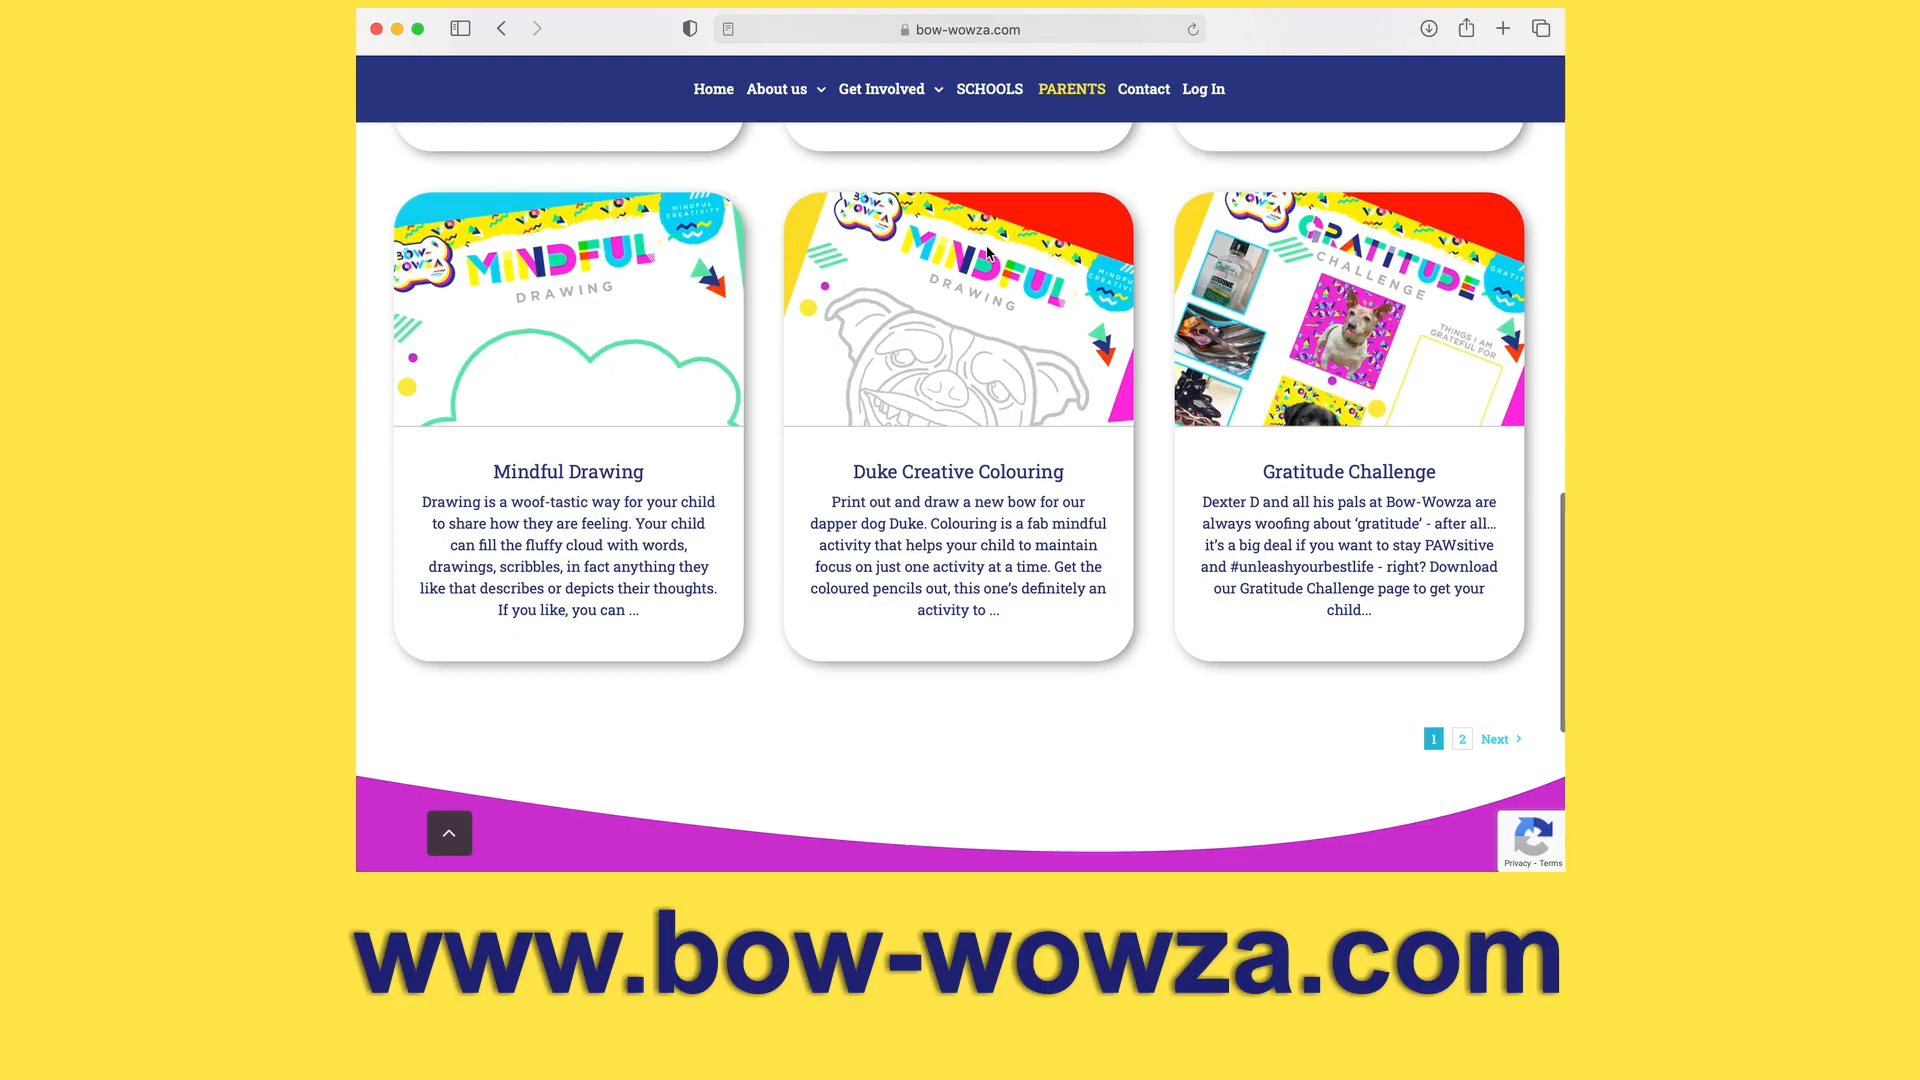 bow-wowza.com
Home About us Get Involved SCHOOLS PARENTS Contact Log In
BOW-
WOWZA
MINDFUL
DRAWING
MINDFUL
CREATIVITY
BOW-
WOWZA
MINDFUL
DRAWING
GRATITUDE
CHALLENGE
THINGS I AM
GRATEFUL FOR
Mindful Drawing
Drawing is a woof-tastic way for your child
to share how they are feeling. Your child
can fill the fluffy cloud with words,
drawings, scribbles, in fact anything they
like that describes or depicts their thoughts.
If you like, you can ...
Duke Creative Colouring
Print out and draw a new bow for our
dapper dog Duke. Colouring is a fab mindful
activity that helps your child to maintain
focus on just one activity at a time. Get the
coloured pencils out, this one's definitely an
activity to ...
Gratitude Challenge
Dexter D and all his pals at Bow-Wowza are
always woofing about ‘gratitude’ - after all...
it’s a big deal if you want to stay PAWsitive
and #unleashyourbestlife - right? Download
our Gratitude Challenge page to get your
child...
1 2 Next
Privacy - Terms
www.bow-wowza.com